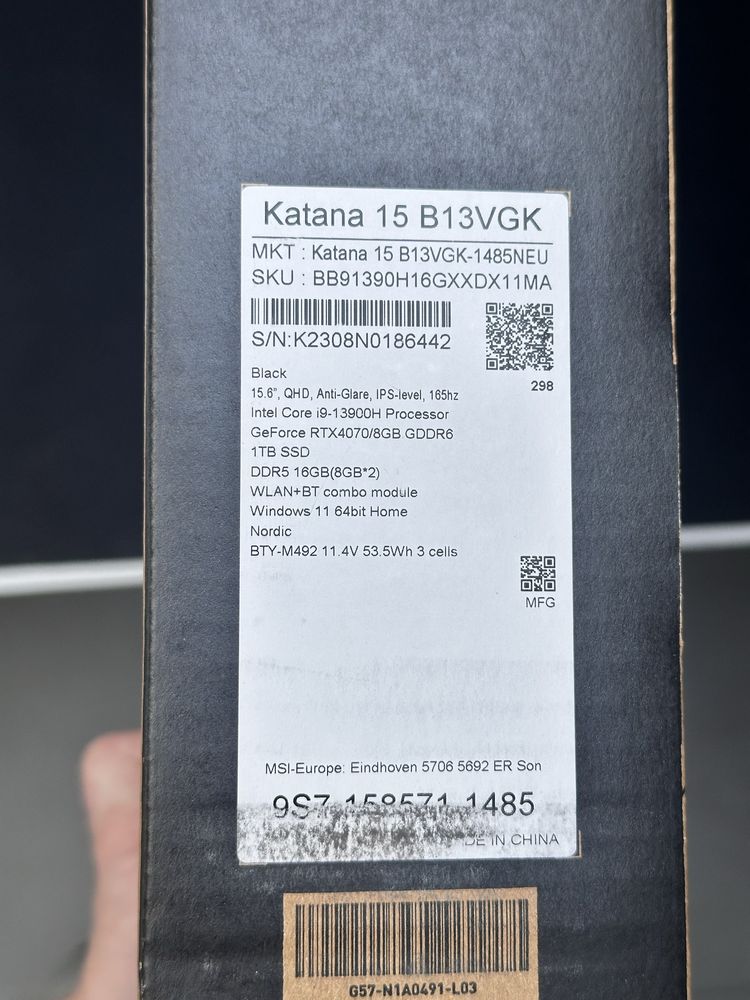 Katana 15 B13VGK
MKT : Katana 15 B13VGK-1485NEU
SKU : BB91390H16GXXDX11MA
S/N:K2308N0186442
298
Black
15.6", QHD, Anti-Glare, IPS-level, 165hz
Intel Core i9-13900H Processor
GeForce RTX4070/8GB GDDR6
1TB SSD
DDR5 16GB(8GB*2)
WLAN+BT combo module
Windows 11 64bit Home
Nordic
BTY-M492 11.4V 53.5Wh 3 cells
MFG
MSI-Europe: Eindhoven 5706 5692 ER Son
9S7-158571-1485
DE IN CHINA
G57-N1A0491-L03